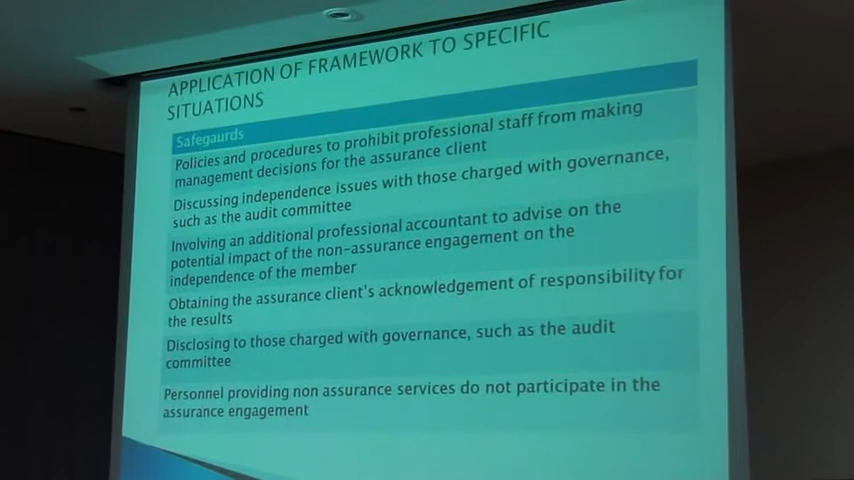 APPLICATION OF FRAMEWORK TO SPECIFIC
SITUATIONS
Safegaurds
Policies and procedures to prohibit professional staff from making
management decisions for the assurance client
Discussing independence issues with those charged with governance,
such as the audit committee
Involving an additional professional accountant to advise on the
potential impact of the non-assurance engagement on the
independence of the member
Obtaining the assurance client's acknowledgement of responsibility for
the results
Disclosing to those charged with governance, such as the audit
committee
Personnel providing non assurance services do not participate in the
assurance engagement